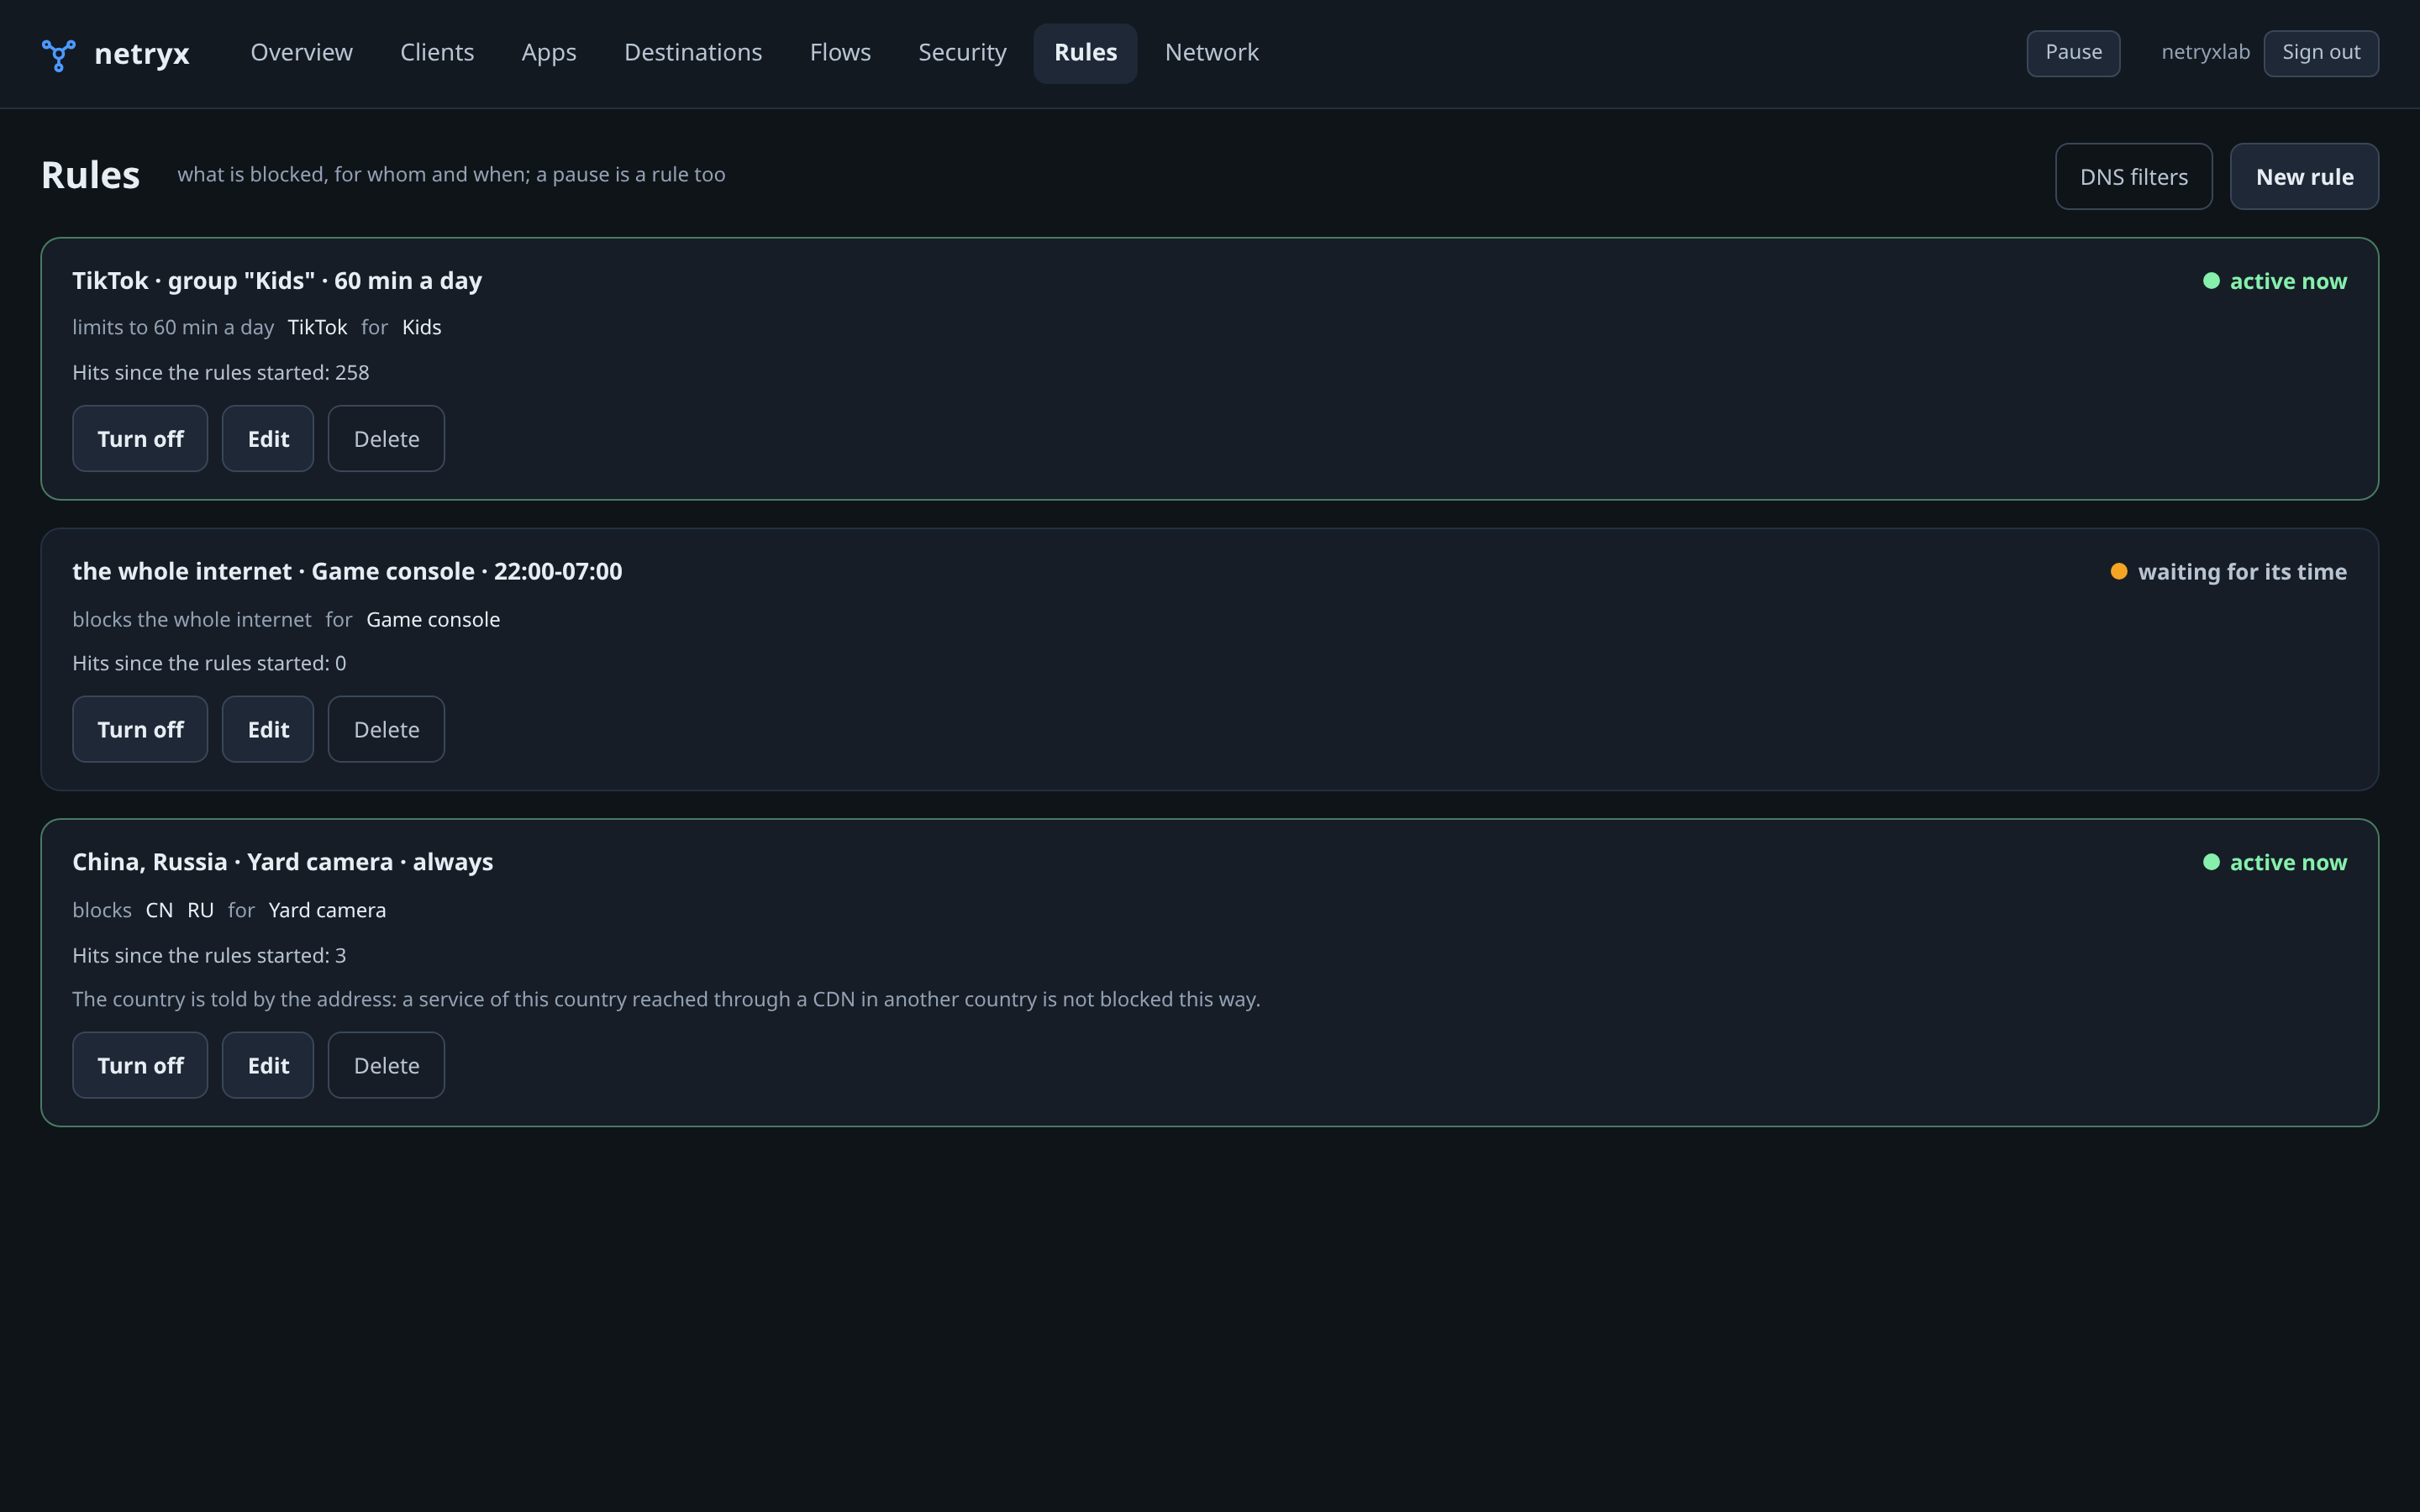 netryx Overview Clients Apps Destinations Flows Security Rules Network Pause netryxlab Sign out
Rules what is blocked, for whom and when; a pause is a rule too DNS filters New rule
TikTok · group "Kids" · 60 min a day active now
limits to 60 min a day TikTok for Kids
Hits since the rules started: 258
Turn off Edit Delete
the whole internet · Game console · 22:00-07:00 waiting for its time
blocks the whole internet for Game console
Hits since the rules started: 0
Turn off Edit Delete
China, Russia · Yard camera · always active now
blocks CN RU for Yard camera
Hits since the rules started: 3
The country is told by the address: a service of this country reached through a CDN in another country is not blocked this way.
Turn off Edit Delete